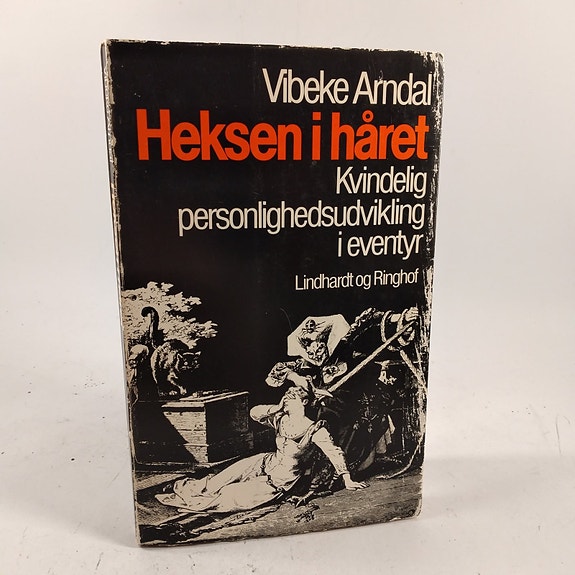 Vibeke Arndal
Heksen i håret
Kvindelig
personlighedsudvikling
i eventyr
Lindhardt og Ringhof